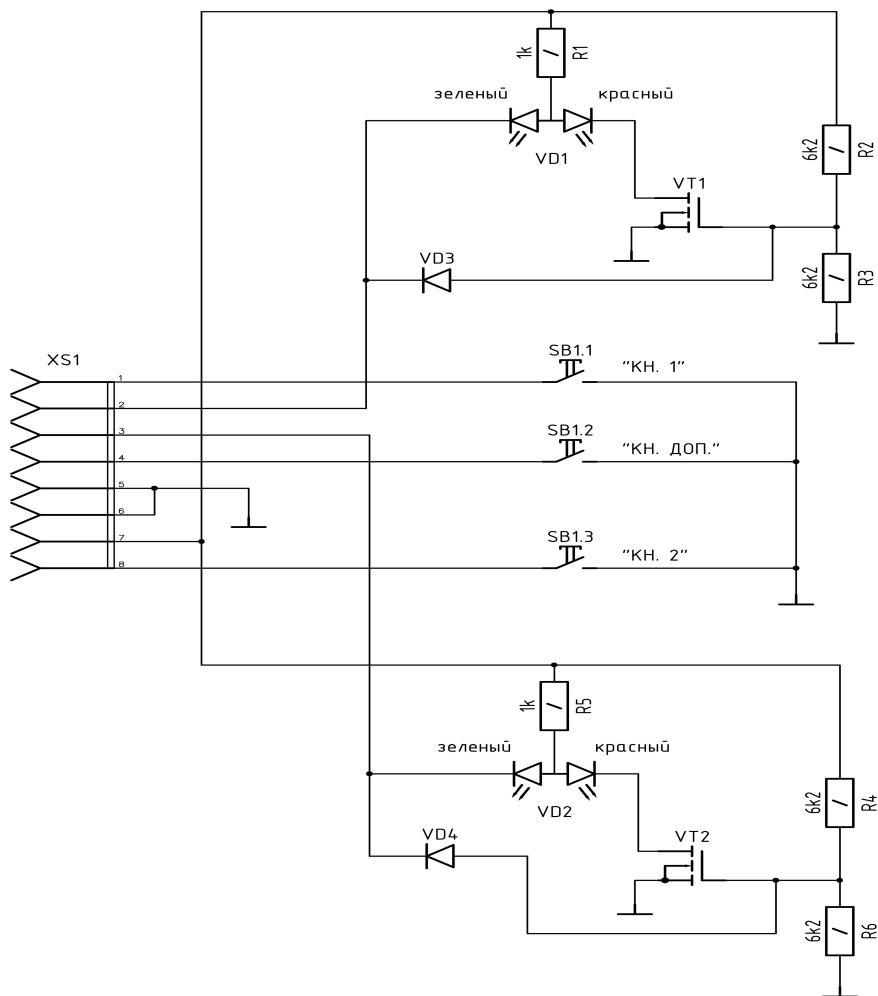 1k
R1
зеленый
красный
VD1
6k2
R2
VT1
VD3
6k2
R3
XS1
SB1.1
"КН. 1"
1
2
3
SB1.2
"КН. ДОП."
4
5
6
7
SB1.3
"КН. 2"
8
1k
R5
зеленый
красный
VD2
6k2
R4
VD4
VT2
6k2
R6